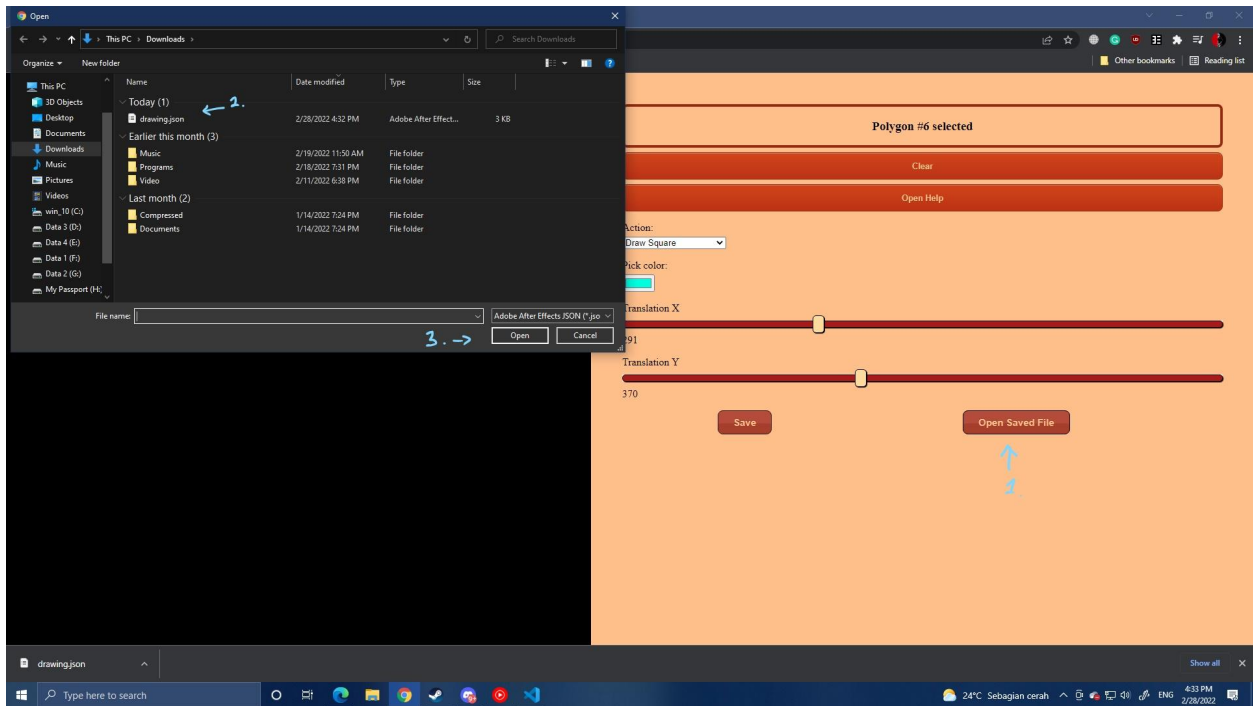 Open
This PC > Downloads >
Search Downloads
Organize
New folder
Name Date modified Type Size
This PC
3D Objects
Desktop
Documents
Downloads
Music
Pictures
Videos
win_10 (C:)
Data 3 (D:)
Data 4 (E:)
Data 1 (F:)
Data 2 (G:)
My Passport (H:)
Today (1)
2.
drawing.json 2/28/2022 4:32 PM Adobe After Effect... 3 KB
Earlier this month (3)
Music 2/19/2022 11:50 AM File folder
Programs 2/18/2022 7:31 PM File folder
Video 2/11/2022 6:38 PM File folder
Last month (2)
Compressed 1/14/2022 7:24 PM File folder
Documents 1/14/2022 7:24 PM File folder
File name:
Adobe After Effects JSON (*.jso
3. ->
Open Cancel
Other bookmarks Reading list
Polygon #6 selected
Clear
Open Help
Action:
Draw Square
Pick color:
Translation X
291
Translation Y
370
Save Open Saved File
1
drawing.json
Show all
Type here to search
24°C Sebagian cerah
ENG
4:33 PM
2/28/2022